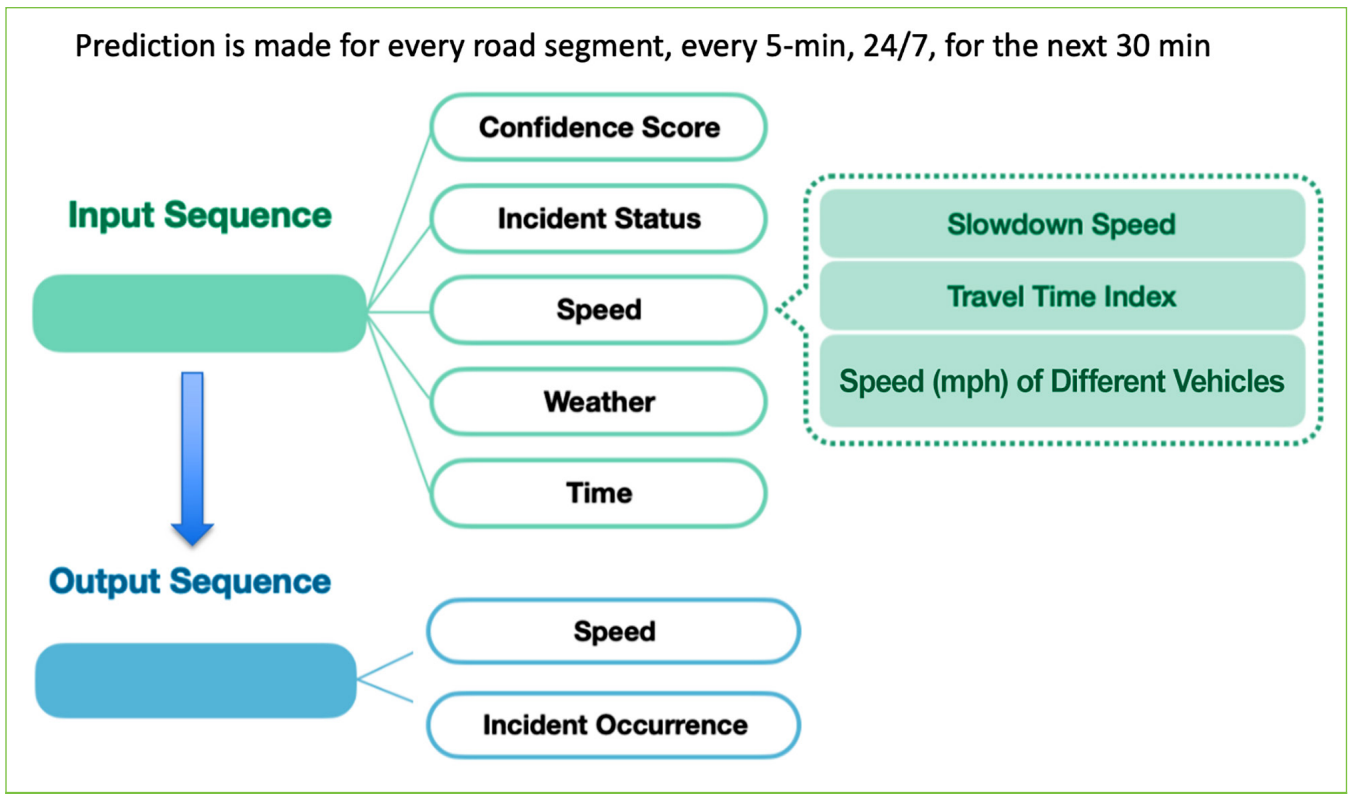 Prediction is made for every road segment, every 5-min, 24/7, for the next 30 min
Input Sequence
Confidence Score
Incident Status
Speed
Weather
Time
Slowdown Speed
Travel Time Index
Speed (mph) of Different Vehicles
Output Sequence
Speed
Incident Occurrence